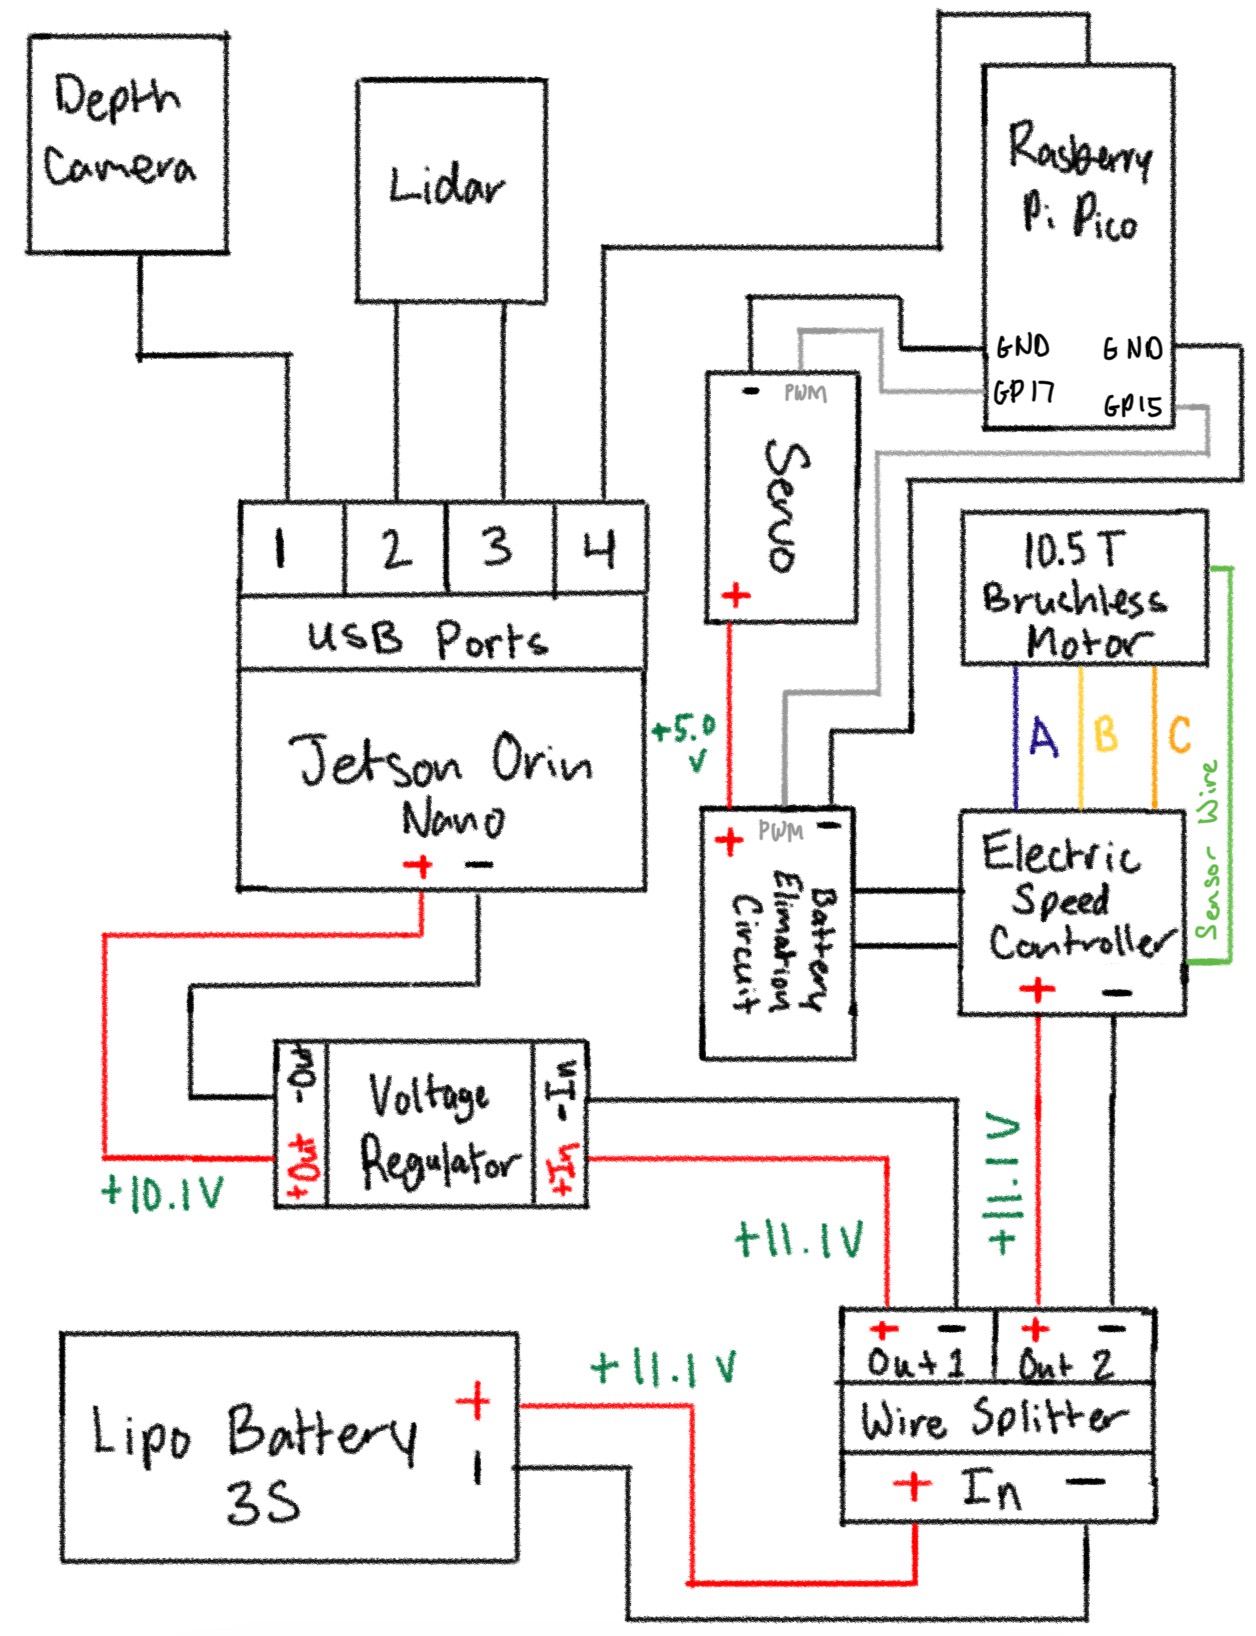 Depth
Camera
Lidar
Rasberry
Pi Pico
GND
GP17
GND
GP15
- PWM
Servo
+
10.5 T
Bruchless
Motor
1 2 3 4
USB Ports
Jetson Orin
Nano
+ -
+5.0
V
A B C
Sensor Wire
+ PWM -
Battery
Elimation
Circuit
Electric
Speed
Controller
+ -
-Out
+Out
Voltage
Regulator
-In
+In
+10.1V
+11.1V
+11.1V
+ - + -
Out 1 Out 2
Wire Splitter
+ In -
+11.1 V
Lipo Battery
3S
+
-